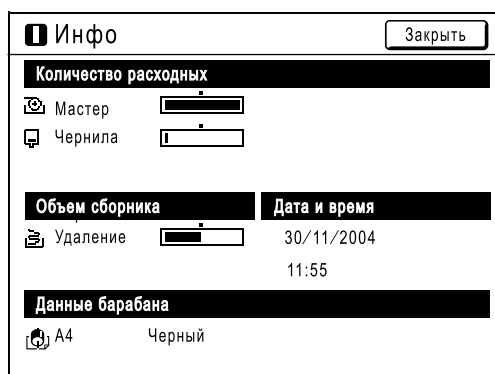 Инфо
Закрыть
Количество расходных
Мастер
Чернила
Объем сборника
Дата и время
Удаление
30/11/2004
11:55
Данные барабана
A4 Черный